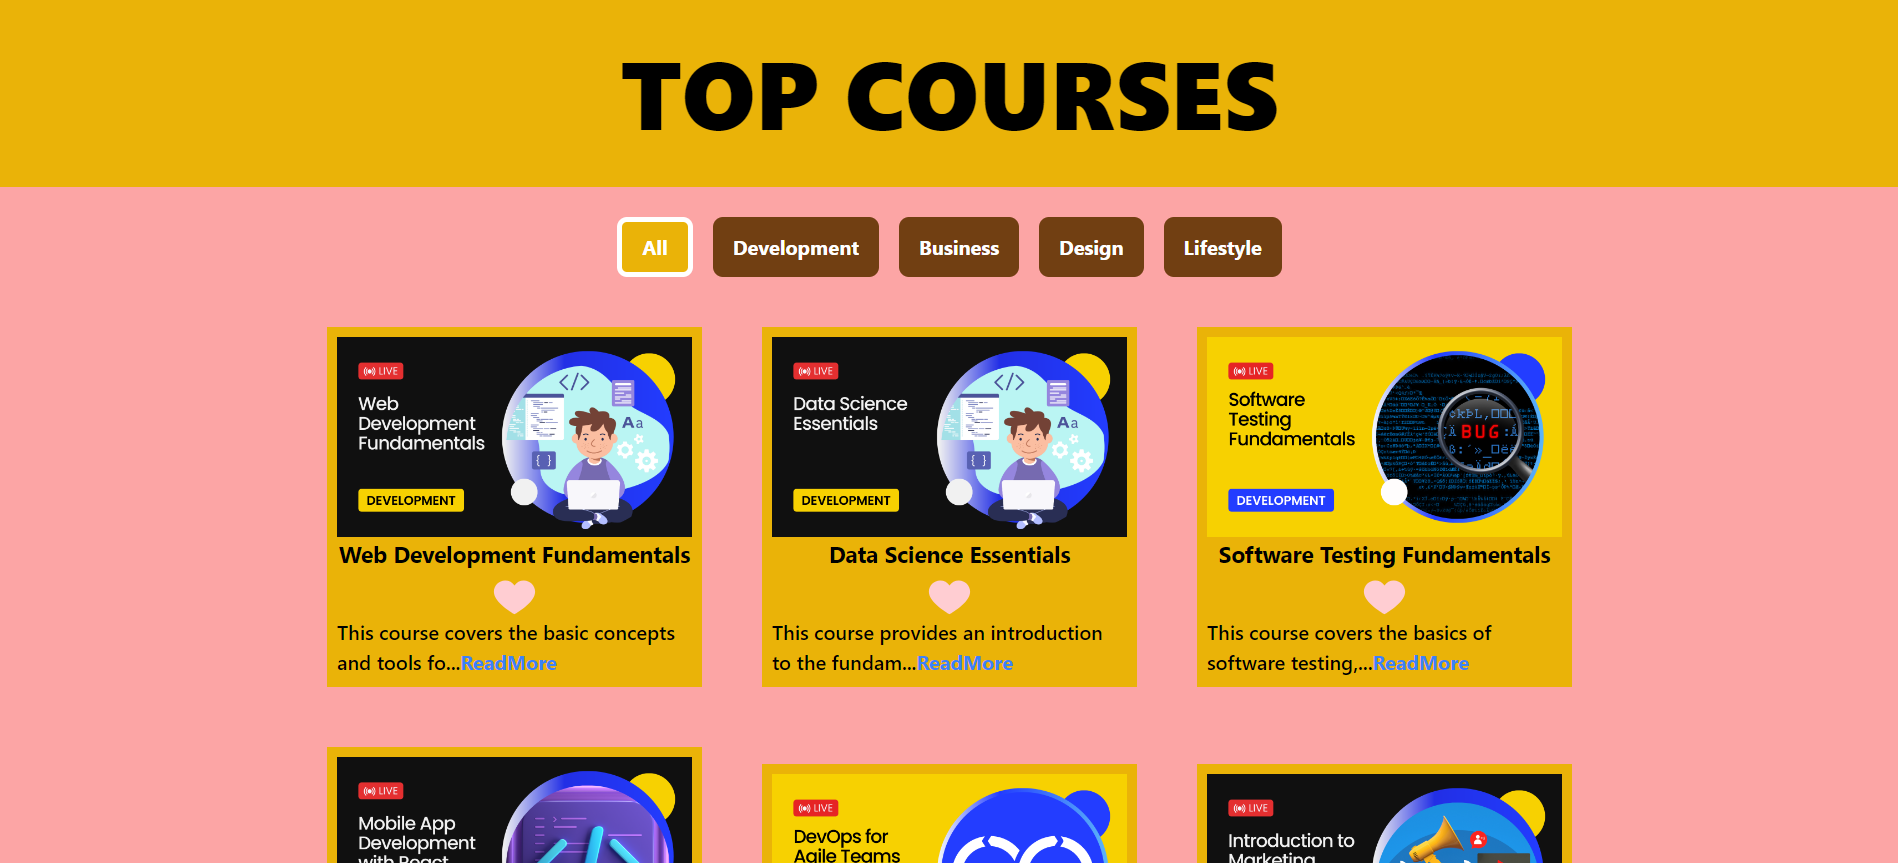 TOP COURSES
All
Development
Business
Design
Lifestyle
LIVE
Web
Development
Fundamentals
</>
Aa
{ }
DEVELOPMENT
Web Development Fundamentals
This course covers the basic concepts
and tools fo...ReadMore
LIVE
Data Science
Essentials
</>
Aa
{ }
DEVELOPMENT
Data Science Essentials
This course provides an introduction
to the fundam...ReadMore
LIVE
Software
Testing
Fundamentals
BUG
DEVELOPMENT
Software Testing Fundamentals
This course covers the basics of
software testing,...ReadMore
LIVE
Mobile App
Development
with React
LIVE
DevOps for
Agile Teams
LIVE
Introduction to
Marketing